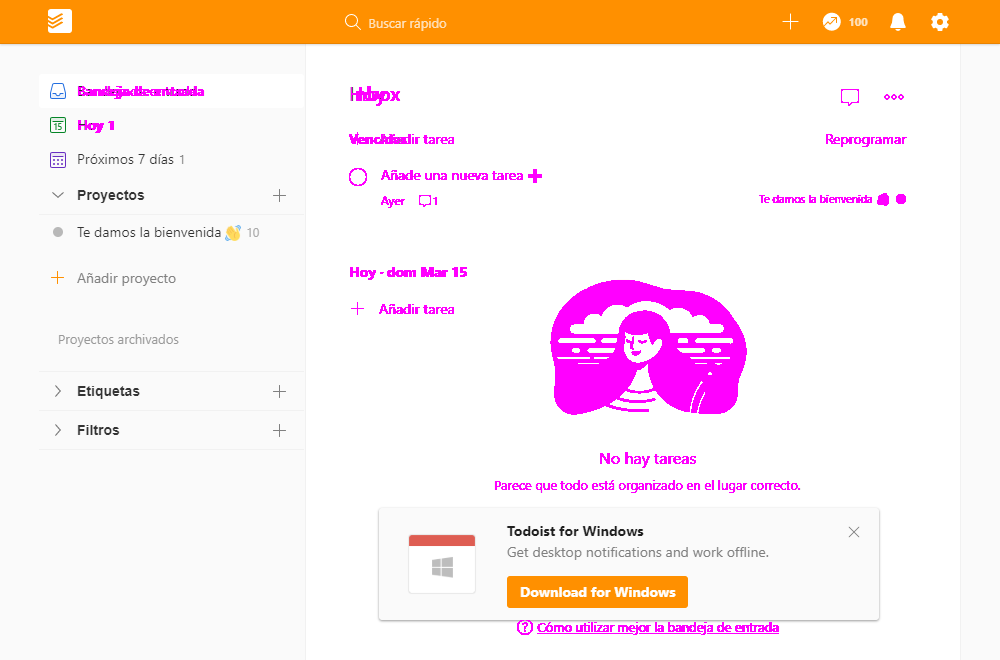 Buscar rápido
100
Bandeja de entrada
Hoy 1
15
Próximos 7 días 1
Proyectos
Te damos la bienvenida 👋 10
Añadir proyecto
Proyectos archivados
Etiquetas
Filtros
Añadir tarea
Reprogramar
Añade una nueva tarea ➕
Ayer 1
Te damos la bienvenida
Hoy - dom Mar 15
Añadir tarea
No hay tareas
Parece que todo está organizado en el lugar correcto.
Todoist for Windows
Get desktop notifications and work offline.
Download for Windows
? Cómo utilizar mejor la bandeja de entrada